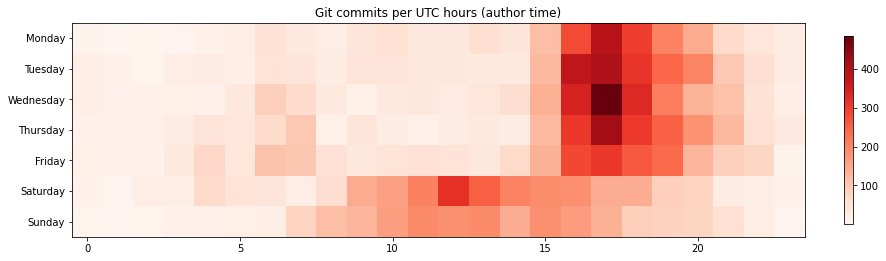 Git commits per UTC hours (author time)
Monday
Tuesday
Wednesday
Thursday
Friday
Saturday
Sunday
0 5 10 15 20
400
300
200
100